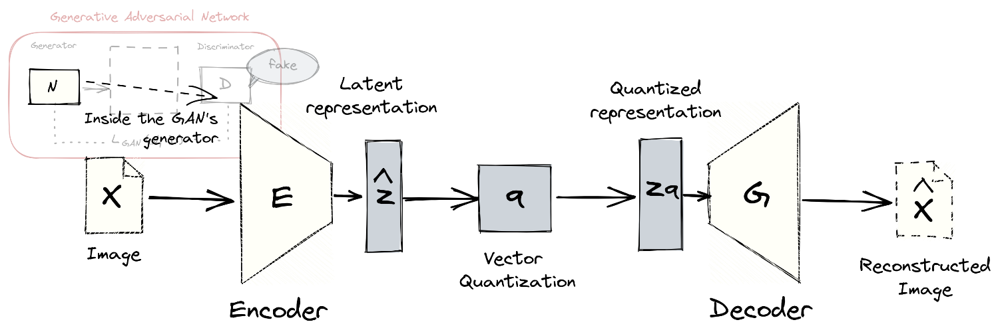 Generative Adversarial Network
Generator
Discriminator
N
D
fake
Inside the GAN's
generator
L GAN
Latent
representation
Quantized
representation
X
E
^
z
q
zq
G
^
X
Image
Vector
Quantization
Reconstructed
Image
Encoder
Decoder